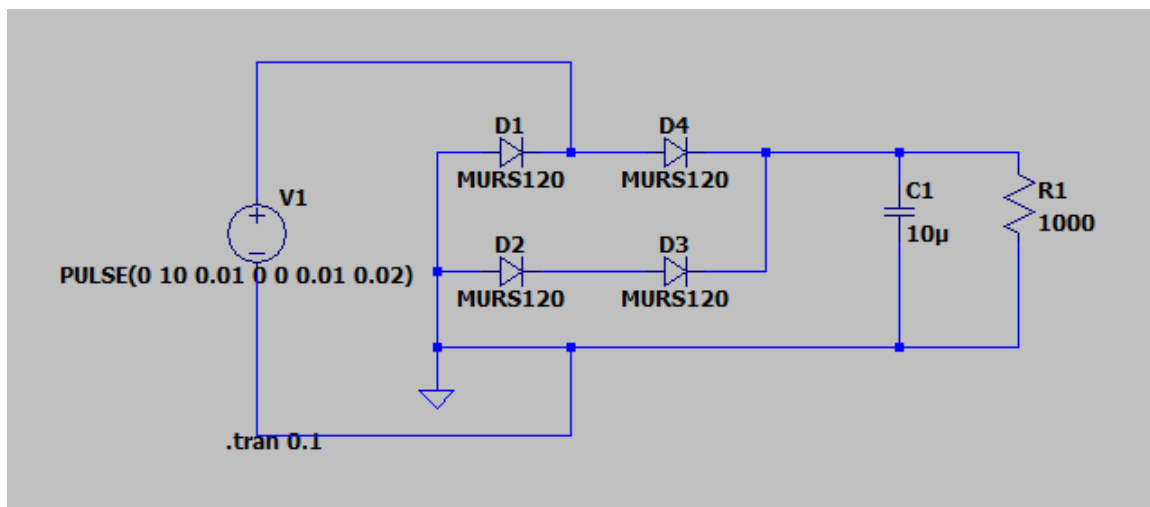 D1
D4
MURS120
MURS120
V1
C1
R1
10µ
1000
D2
D3
PULSE(0 10 0.01 0 0 0.01 0.02)
MURS120
MURS120
.tran 0.1